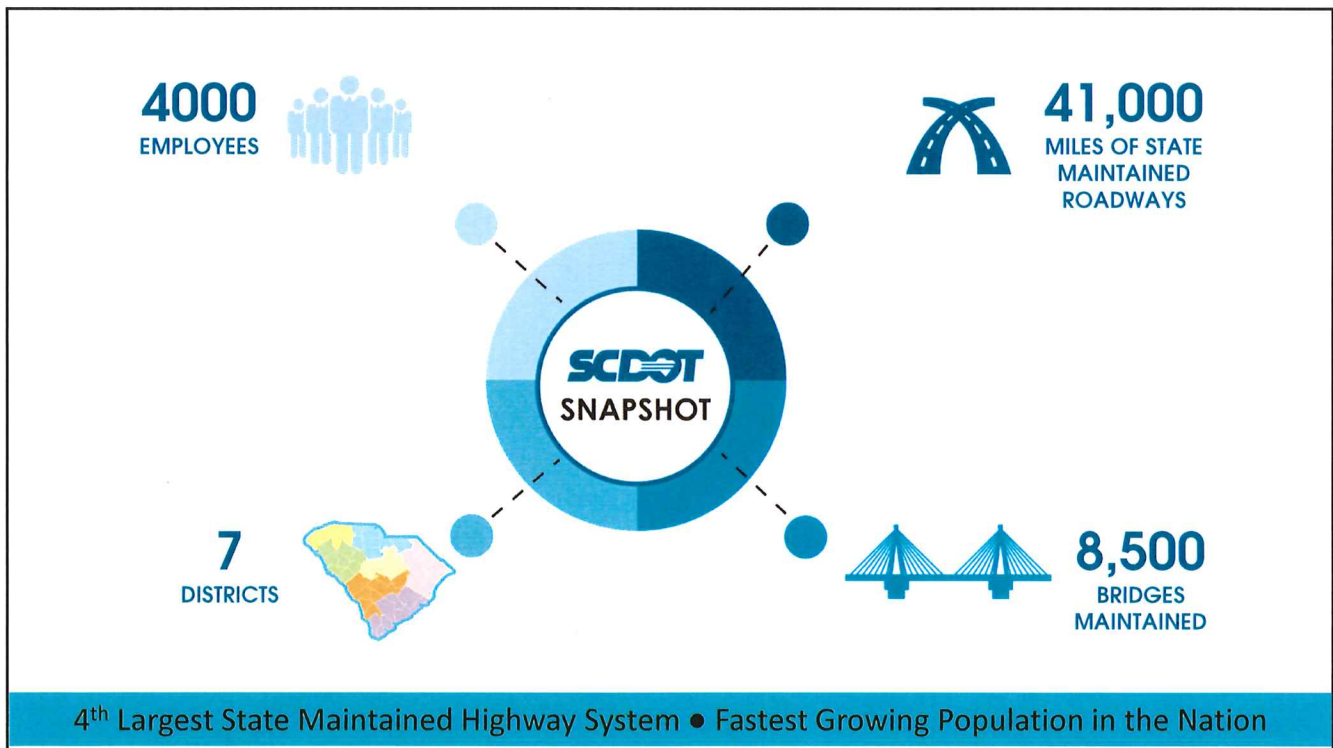 4000
EMPLOYEES
41,000
MILES OF STATE
MAINTAINED
ROADWAYS
SCDOT
SNAPSHOT
7
DISTRICTS
8,500
BRIDGES
MAINTAINED
4th Largest State Maintained Highway System ● Fastest Growing Population in the Nation